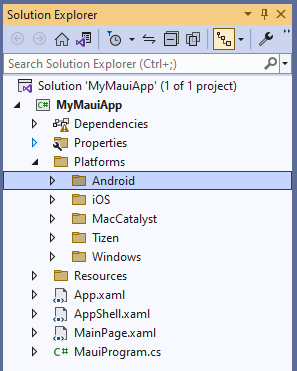 Solution Explorer
Search Solution Explorer (Ctrl+;)
Solution 'MyMauiApp' (1 of 1 project)
C# MyMauiApp
Dependencies
Properties
Platforms
Android
iOS
MacCatalyst
Tizen
Windows
Resources
App.xaml
AppShell.xaml
MainPage.xaml
C# MauiProgram.cs